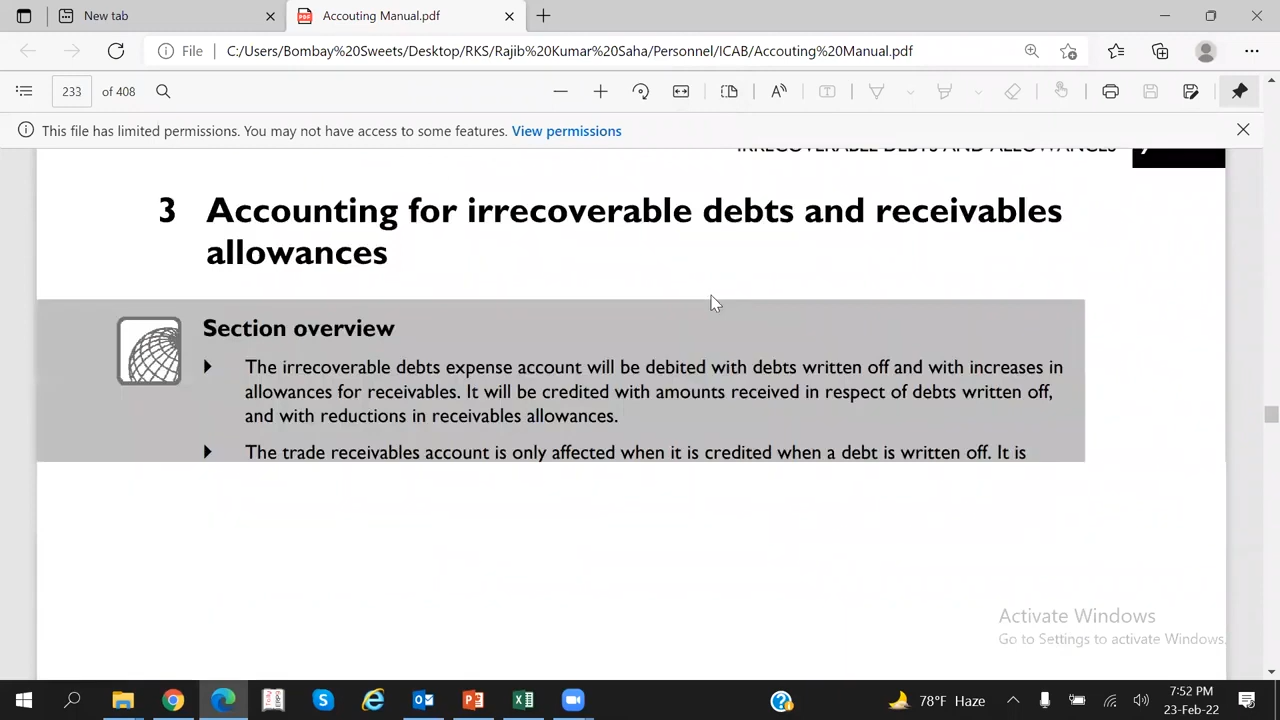 New tab
Accouting Manual.pdf
File
C:/Users/Bombay%20Sweets/Desktop/RKS/Rajib%20Kumar%20Saha/Personnel/ICAB/Accouting%20Manual.pdf
233 of 408
This file has limited permissions. You may not have access to some features. View permissions
IRRECOVERABLE DEBTS AND ALLOWANCES
3 Accounting for irrecoverable debts and receivables
allowances
Section overview
The irrecoverable debts expense account will be debited with debts written off and with increases in
allowances for receivables. It will be credited with amounts received in respect of debts written off,
and with reductions in receivables allowances.
The trade receivables account is only affected when it is credited when a debt is written off. It is
Activate Windows
Go to Settings to activate Windows.
78°F Haze
7:52 PM
23-Feb-22